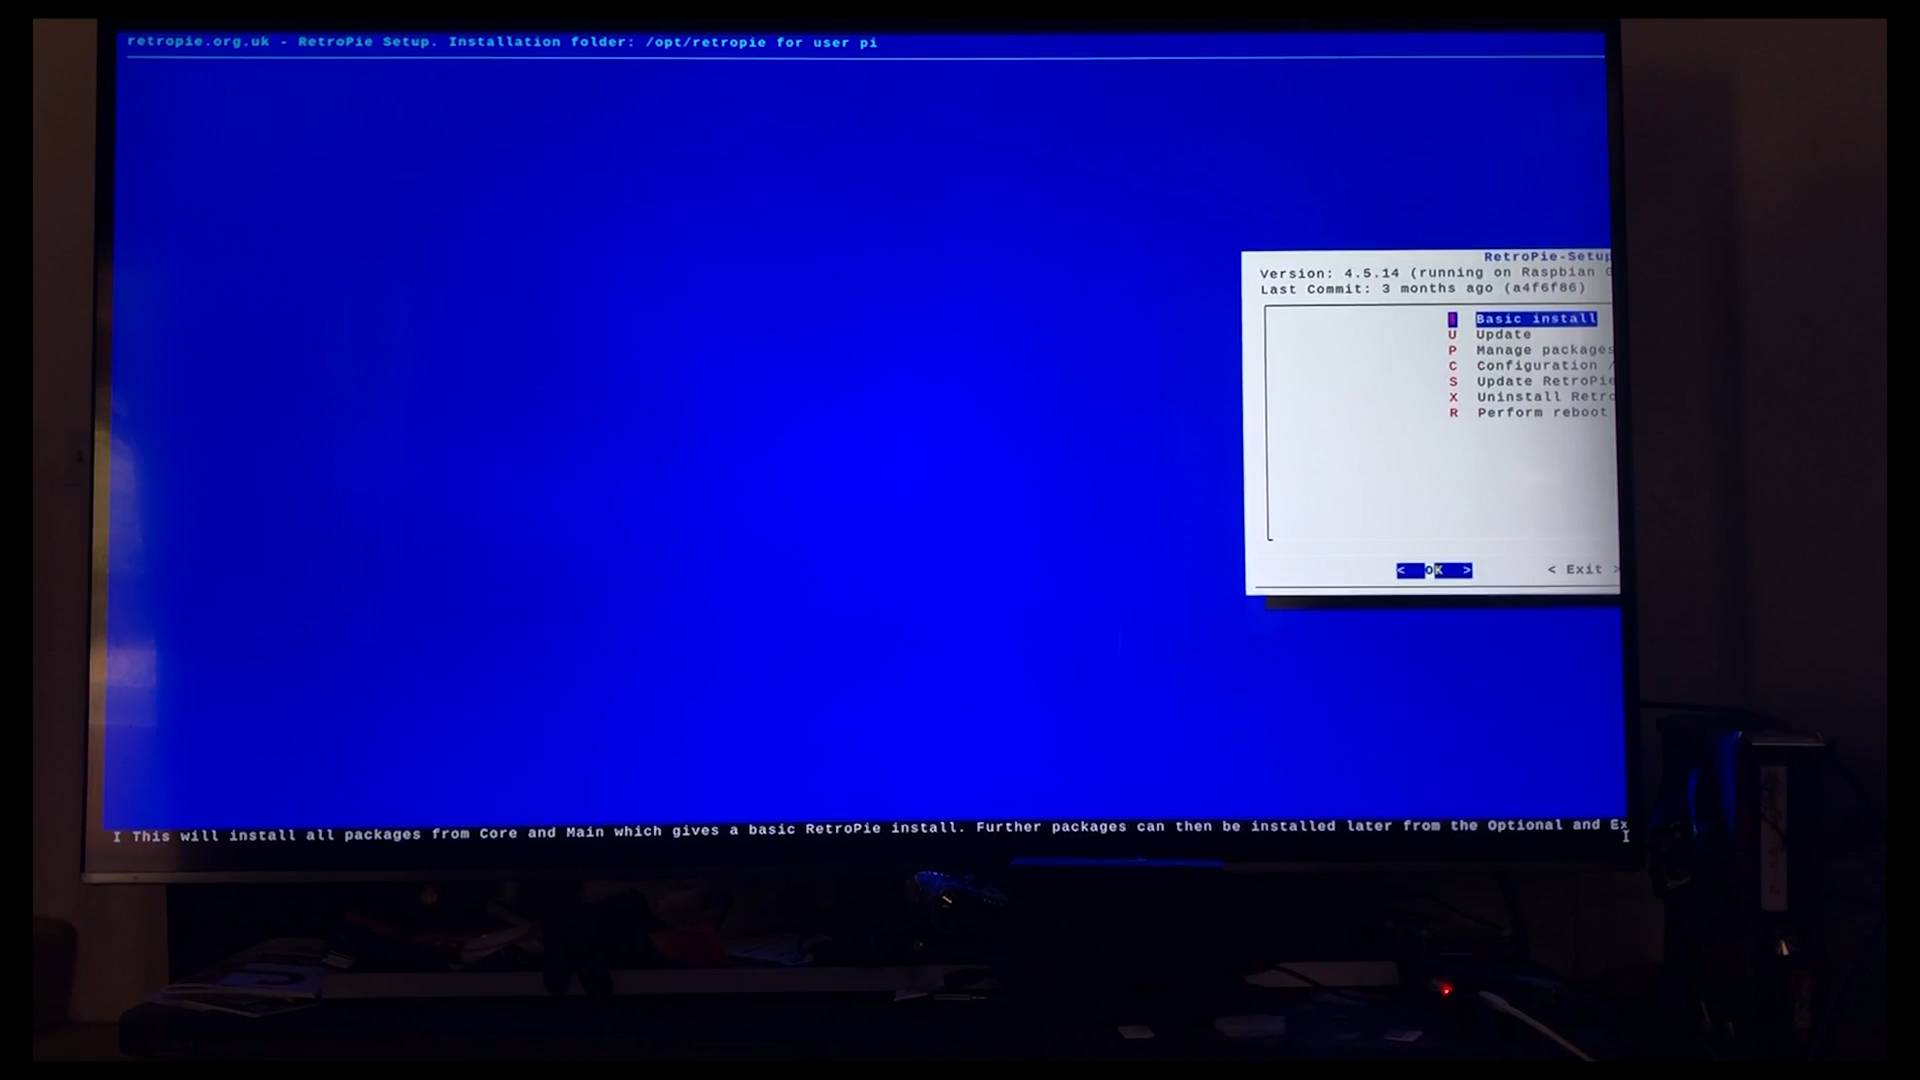 retropie.org.uk - RetroPie Setup. Installation folder: /opt/retropie for user pi
RetroPie-Setup
Version: 4.5.14 (running on Raspbian
Last Commit: 3 months ago (a4f6f86)
Basic install
U Update
P Manage packages
C Configuration /
S Update RetroPie
X Uninstall Retro
R Perform reboot
< OK > < Exit >
This will install all packages from Core and Main which gives a basic RetroPie install. Further packages can then be installed later from the Optional and Ex